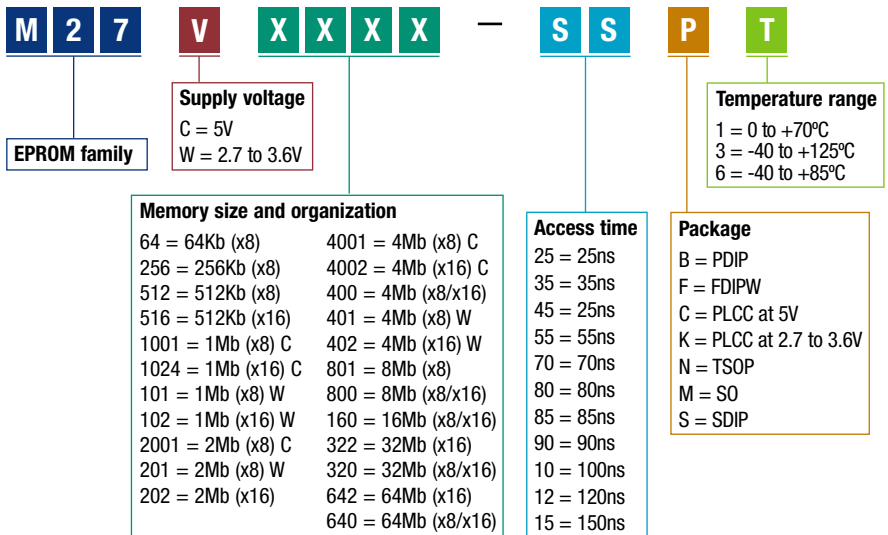 M 2 7 V X X X X — S S P T
EPROM family
Supply voltage
C = 5V
W = 2.7 to 3.6V
Memory size and organization
64 = 64Kb (x8)
256 = 256Kb (x8)
512 = 512Kb (x8)
516 = 512Kb (x16)
1001 = 1Mb (x8) C
1024 = 1Mb (x16) C
101 = 1Mb (x8) W
102 = 1Mb (x16) W
2001 = 2Mb (x8) C
201 = 2Mb (x8) W
202 = 2Mb (x16)
4001 = 4Mb (x8) C
4002 = 4Mb (x16) C
400 = 4Mb (x8/x16)
401 = 4Mb (x8) W
402 = 4Mb (x16) W
801 = 8Mb (x8)
800 = 8Mb (x8/x16)
160 = 16Mb (x8/x16)
322 = 32Mb (x16)
320 = 32Mb (x8/x16)
642 = 64Mb (x16)
640 = 64Mb (x8/x16)
Access time
25 = 25ns
35 = 35ns
45 = 25ns
55 = 55ns
70 = 70ns
80 = 80ns
85 = 85ns
90 = 90ns
10 = 100ns
12 = 120ns
15 = 150ns
Package
B = PDIP
F = FDIPW
C = PLCC at 5V
K = PLCC at 2.7 to 3.6V
N = TSOP
M = SO
S = SDIP
Temperature range
1 = 0 to +70ºC
3 = -40 to +125ºC
6 = -40 to +85ºC